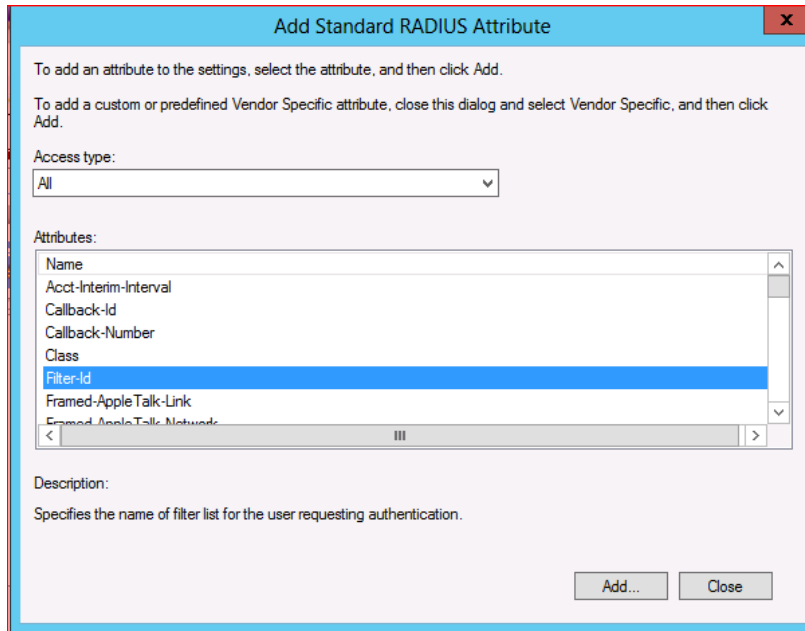 Add Standard RADIUS Attribute
x
To add an attribute to the settings, select the attribute, and then click Add.
To add a custom or predefined Vendor Specific attribute, close this dialog and select Vendor Specific, and then click
Add.
Access type:
All
Attributes:
Name
Acct-Interim-Interval
Callback-Id
Callback-Number
Class
Filter-Id
Framed-AppleTalk-Link
Framed-AppleTalk-Network
Description:
Specifies the name of filter list for the user requesting authentication.
Add...
Close